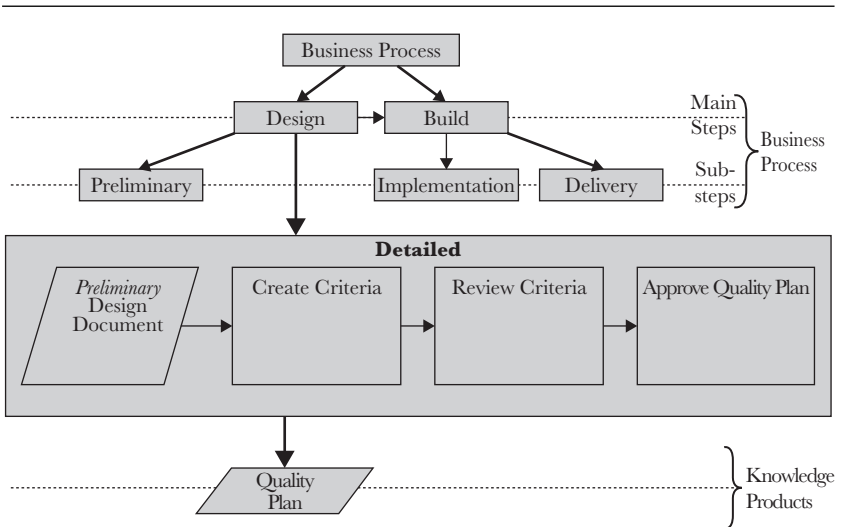 Business Process
Design
Build
Main
Steps
Business
Process
Preliminary
Implementation
Delivery
Sub-
steps
Detailed
Preliminary
Design
Document
Create Criteria
Review Criteria
Approve Quality Plan
Quality
Plan
Knowledge
Products